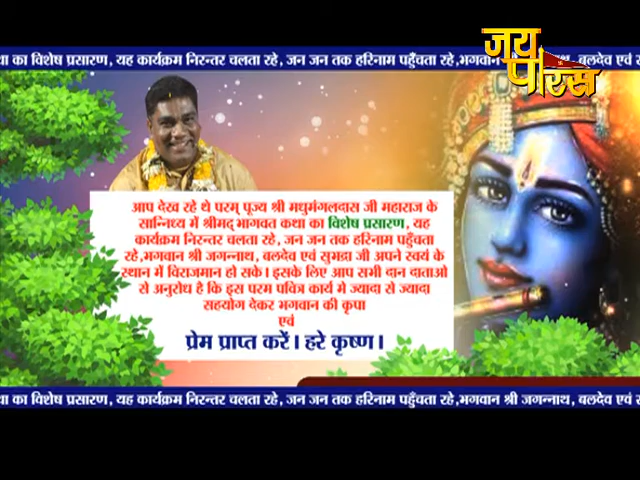 जय
पारस
था का विशेष प्रसारण, यह कार्यक्रम निरन्तर चलता रहे, जन जन तक हरिनाम पहुँचता रहे,भगवान श्री जगन्नाथ, बलदेव एवं
आप देख रहे थे परम् पूज्य श्री मधुमंगलदास जी महाराज के
सान्निध्य में श्रीमद् भागवत कथा का विशेष प्रसारण, यह
कार्यक्रम निरन्तर चलता रहे, जन जन तक हरिनाम पहुँचता
रहे,भगवान श्री जगन्नाथ, बलदेव एवं सुभद्रा जी अपने स्वयं के
स्थान में विराजमान हो सके। इसके लिए आप सभी दान दाताओ
से अनुरोध है कि इस परम पवित्र कार्य मे ज्यादा से ज्यादा
सहयोग देकर भगवान की कृपा
एवं
प्रेम प्राप्त करें। हरे कृष्ण।
था का विशेष प्रसारण, यह कार्यक्रम निरन्तर चलता रहे, जन जन तक हरिनाम पहुँचता रहे,भगवान श्री जगन्नाथ, बलदेव एवं